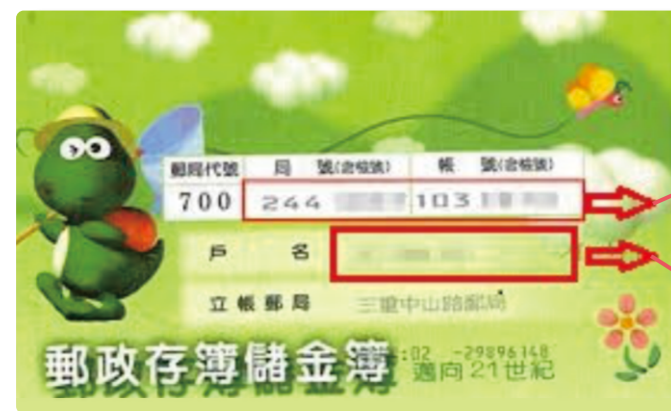 郵局代號 局 號(含檢號) 帳 號(含檢號)
700 244 103
戶 名
立帳郵局 三重中山路郵局
:02 -29896148
郵政存簿儲金簿 邁向21世紀